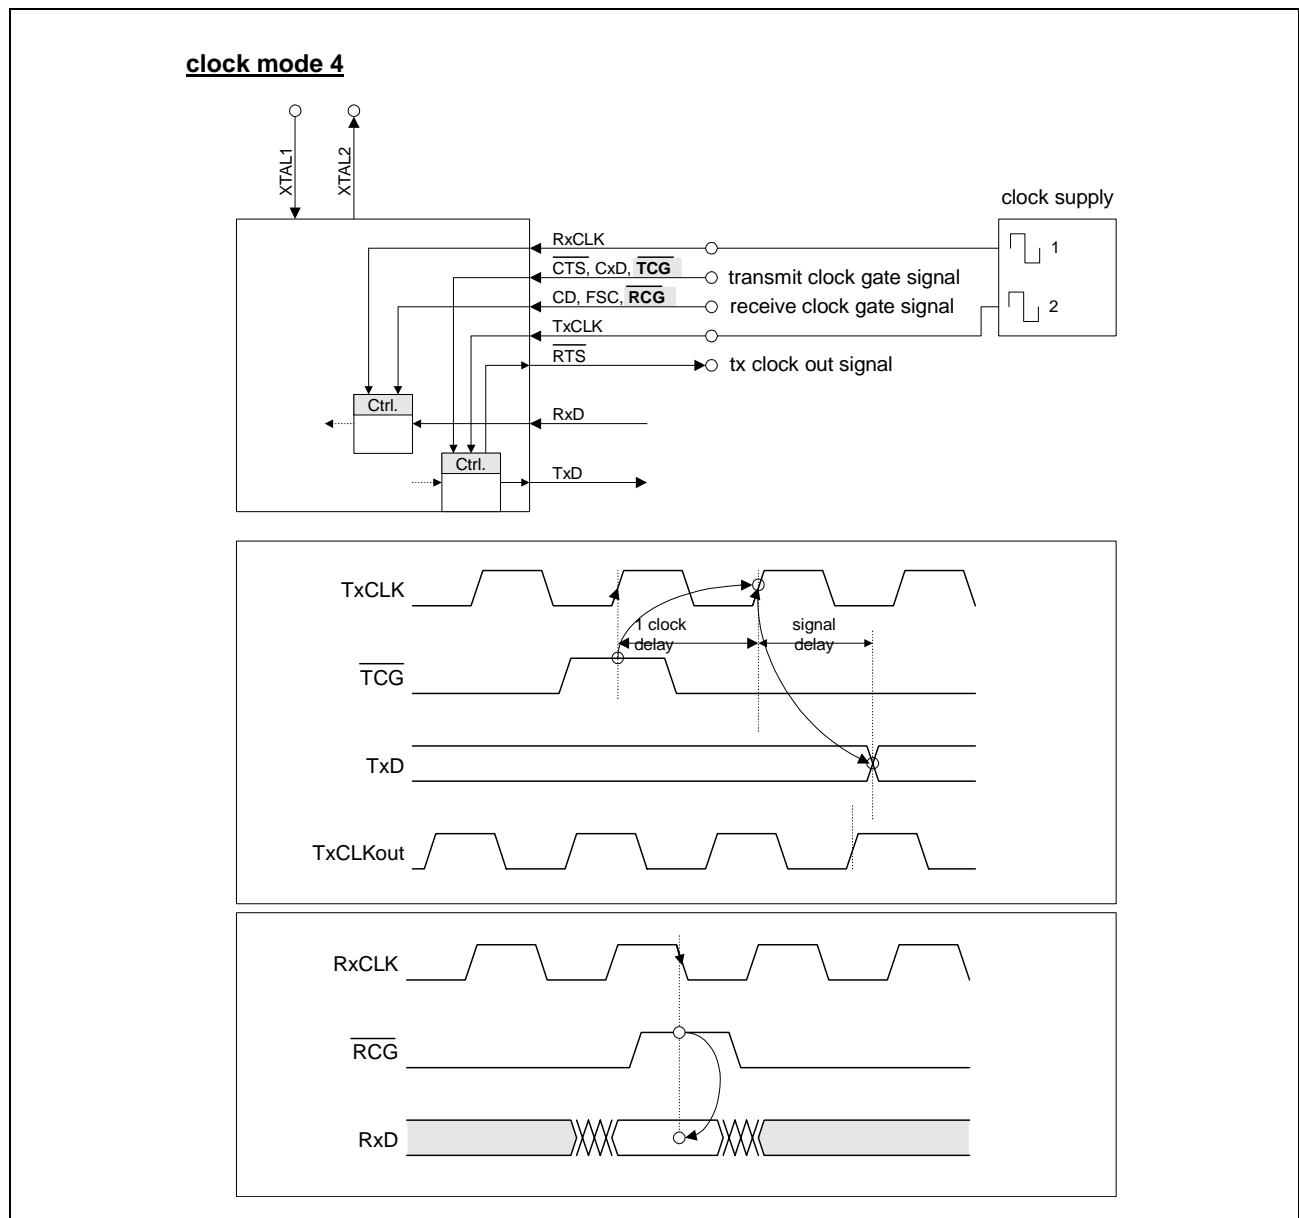 clock mode 4
XTAL1
XTAL2
clock supply
RxCLK
1
CTS, CxD, TCG
transmit clock gate signal
CD, FSC, RCG
receive clock gate signal
2
TxCLK
RTS
tx clock out signal
Ctrl.
RxD
Ctrl.
TxD
TxCLK
1 clock
delay
signal
delay
TCG
TxD
TxCLKout
RxCLK
RCG
RxD